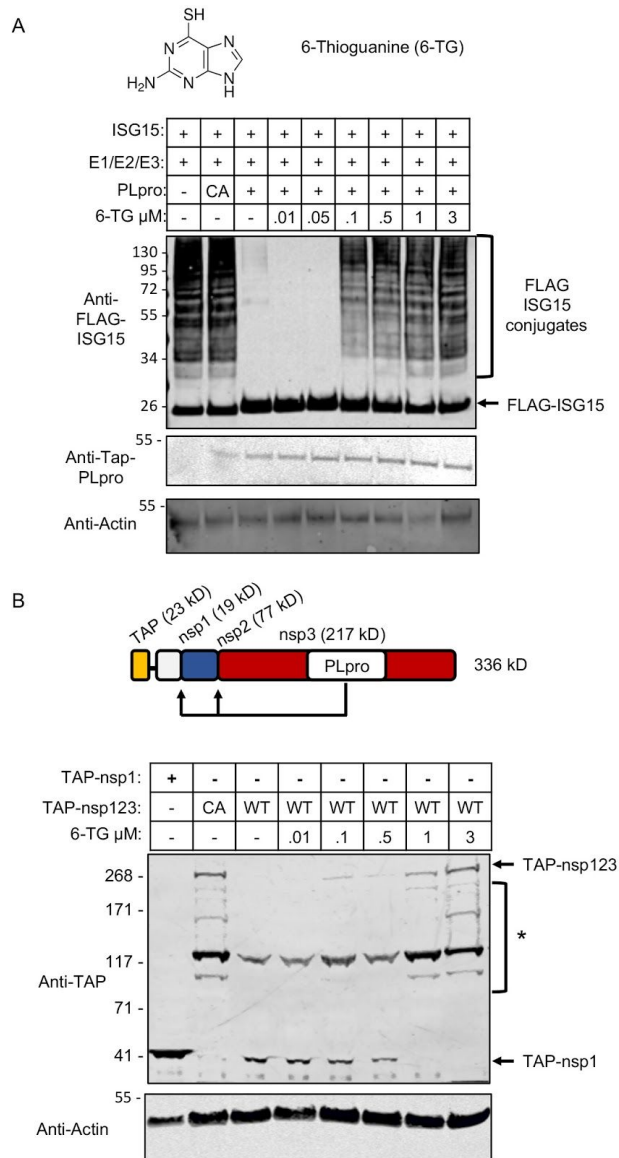 A
SH
N
N
H₂N
N
N
H
6-Thioguanine (6-TG)
ISG15: + + + + + + + + +
E1/E2/E3: + + + + + + + + +
PLpro: - CA + + + + + + +
6-TG µM: - - - .01 .05 .1 .5 1 3
130 -
95 -
72 -
55 -
34 -
26 -
Anti-
FLAG-
ISG15
FLAG
ISG15
conjugates
FLAG-ISG15
55 -
Anti-Tap-
PLpro
55 -
Anti-Actin
B
TAP (23 kD)
nsp1 (19 kD)
nsp2 (77 kD)
nsp3 (217 kD)
PLpro
336 kD
TAP-nsp1: + - - - - - - -
TAP-nsp123: - CA WT WT WT WT WT WT
6-TG µM: - - - .01 .1 .5 1 3
268 -
TAP-nsp123
171 -
*
117 -
Anti-TAP
71 -
41 -
TAP-nsp1
55 -
Anti-Actin